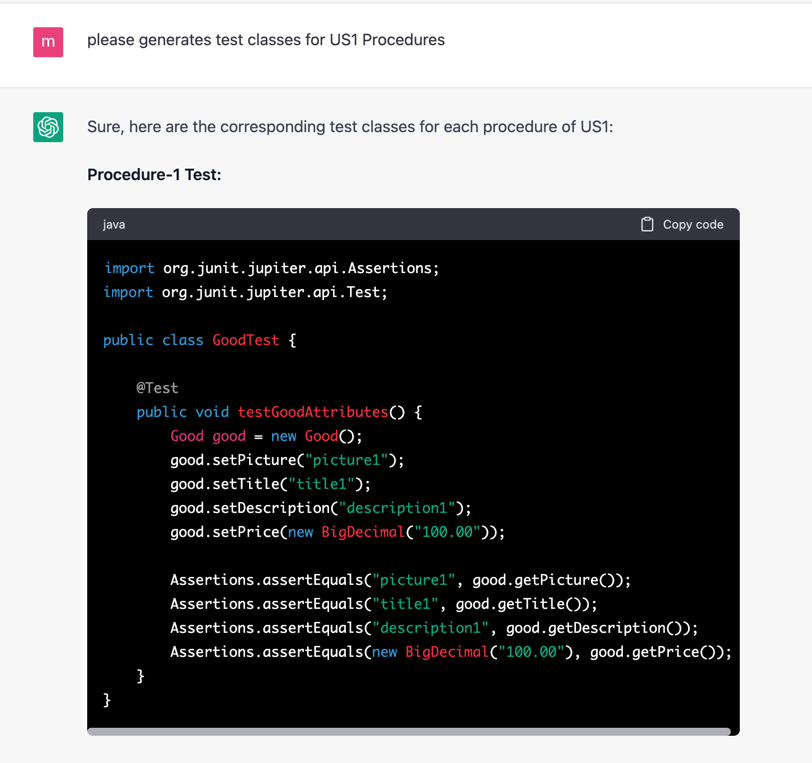 m
please generates test classes for US1 Procedures
Sure, here are the corresponding test classes for each procedure of US1:
Procedure-1 Test:
java
Copy code
import org.junit.jupiter.api.Assertions;
import org.junit.jupiter.api.Test;
public class GoodTest {
@Test
public void testGoodAttributes() {
Good good = new Good();
good.setPicture("picture1");
good.setTitle("title1");
good.setDescription("description1");
good.setPrice(new BigDecimal("100.00"));
Assertions.assertEquals("picture1", good.getPicture());
Assertions.assertEquals("title1", good.getTitle());
Assertions.assertEquals("description1", good.getDescription());
Assertions.assertEquals(new BigDecimal("100.00"), good.getPrice());
}
}